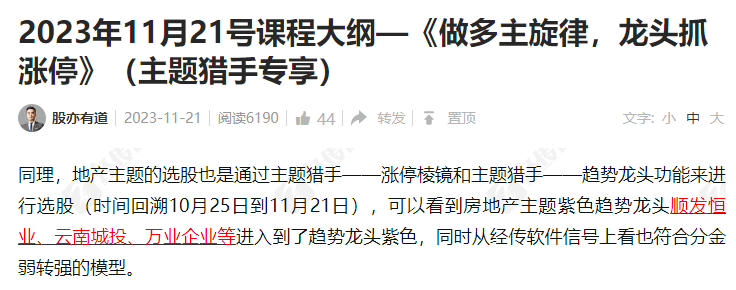 2023年11月21号课程大纲—《做多主旋律，龙头抓
涨停》（主题猎手专享）
股亦有道 2023-11-21 阅读6190 44 转发 置顶 文字: 小 中 大
同理，地产主题的选股也是通过主题猎手——涨停棱镜和主题猎手——趋势龙头功能来进
行选股（时间回溯10月25日到11月21日），可以看到房地产主题紫色趋势龙头顺发恒
业、云南城投、万业企业等进入到了趋势龙头紫色，同时从经传软件信号上看也符合分金
弱转强的模型。